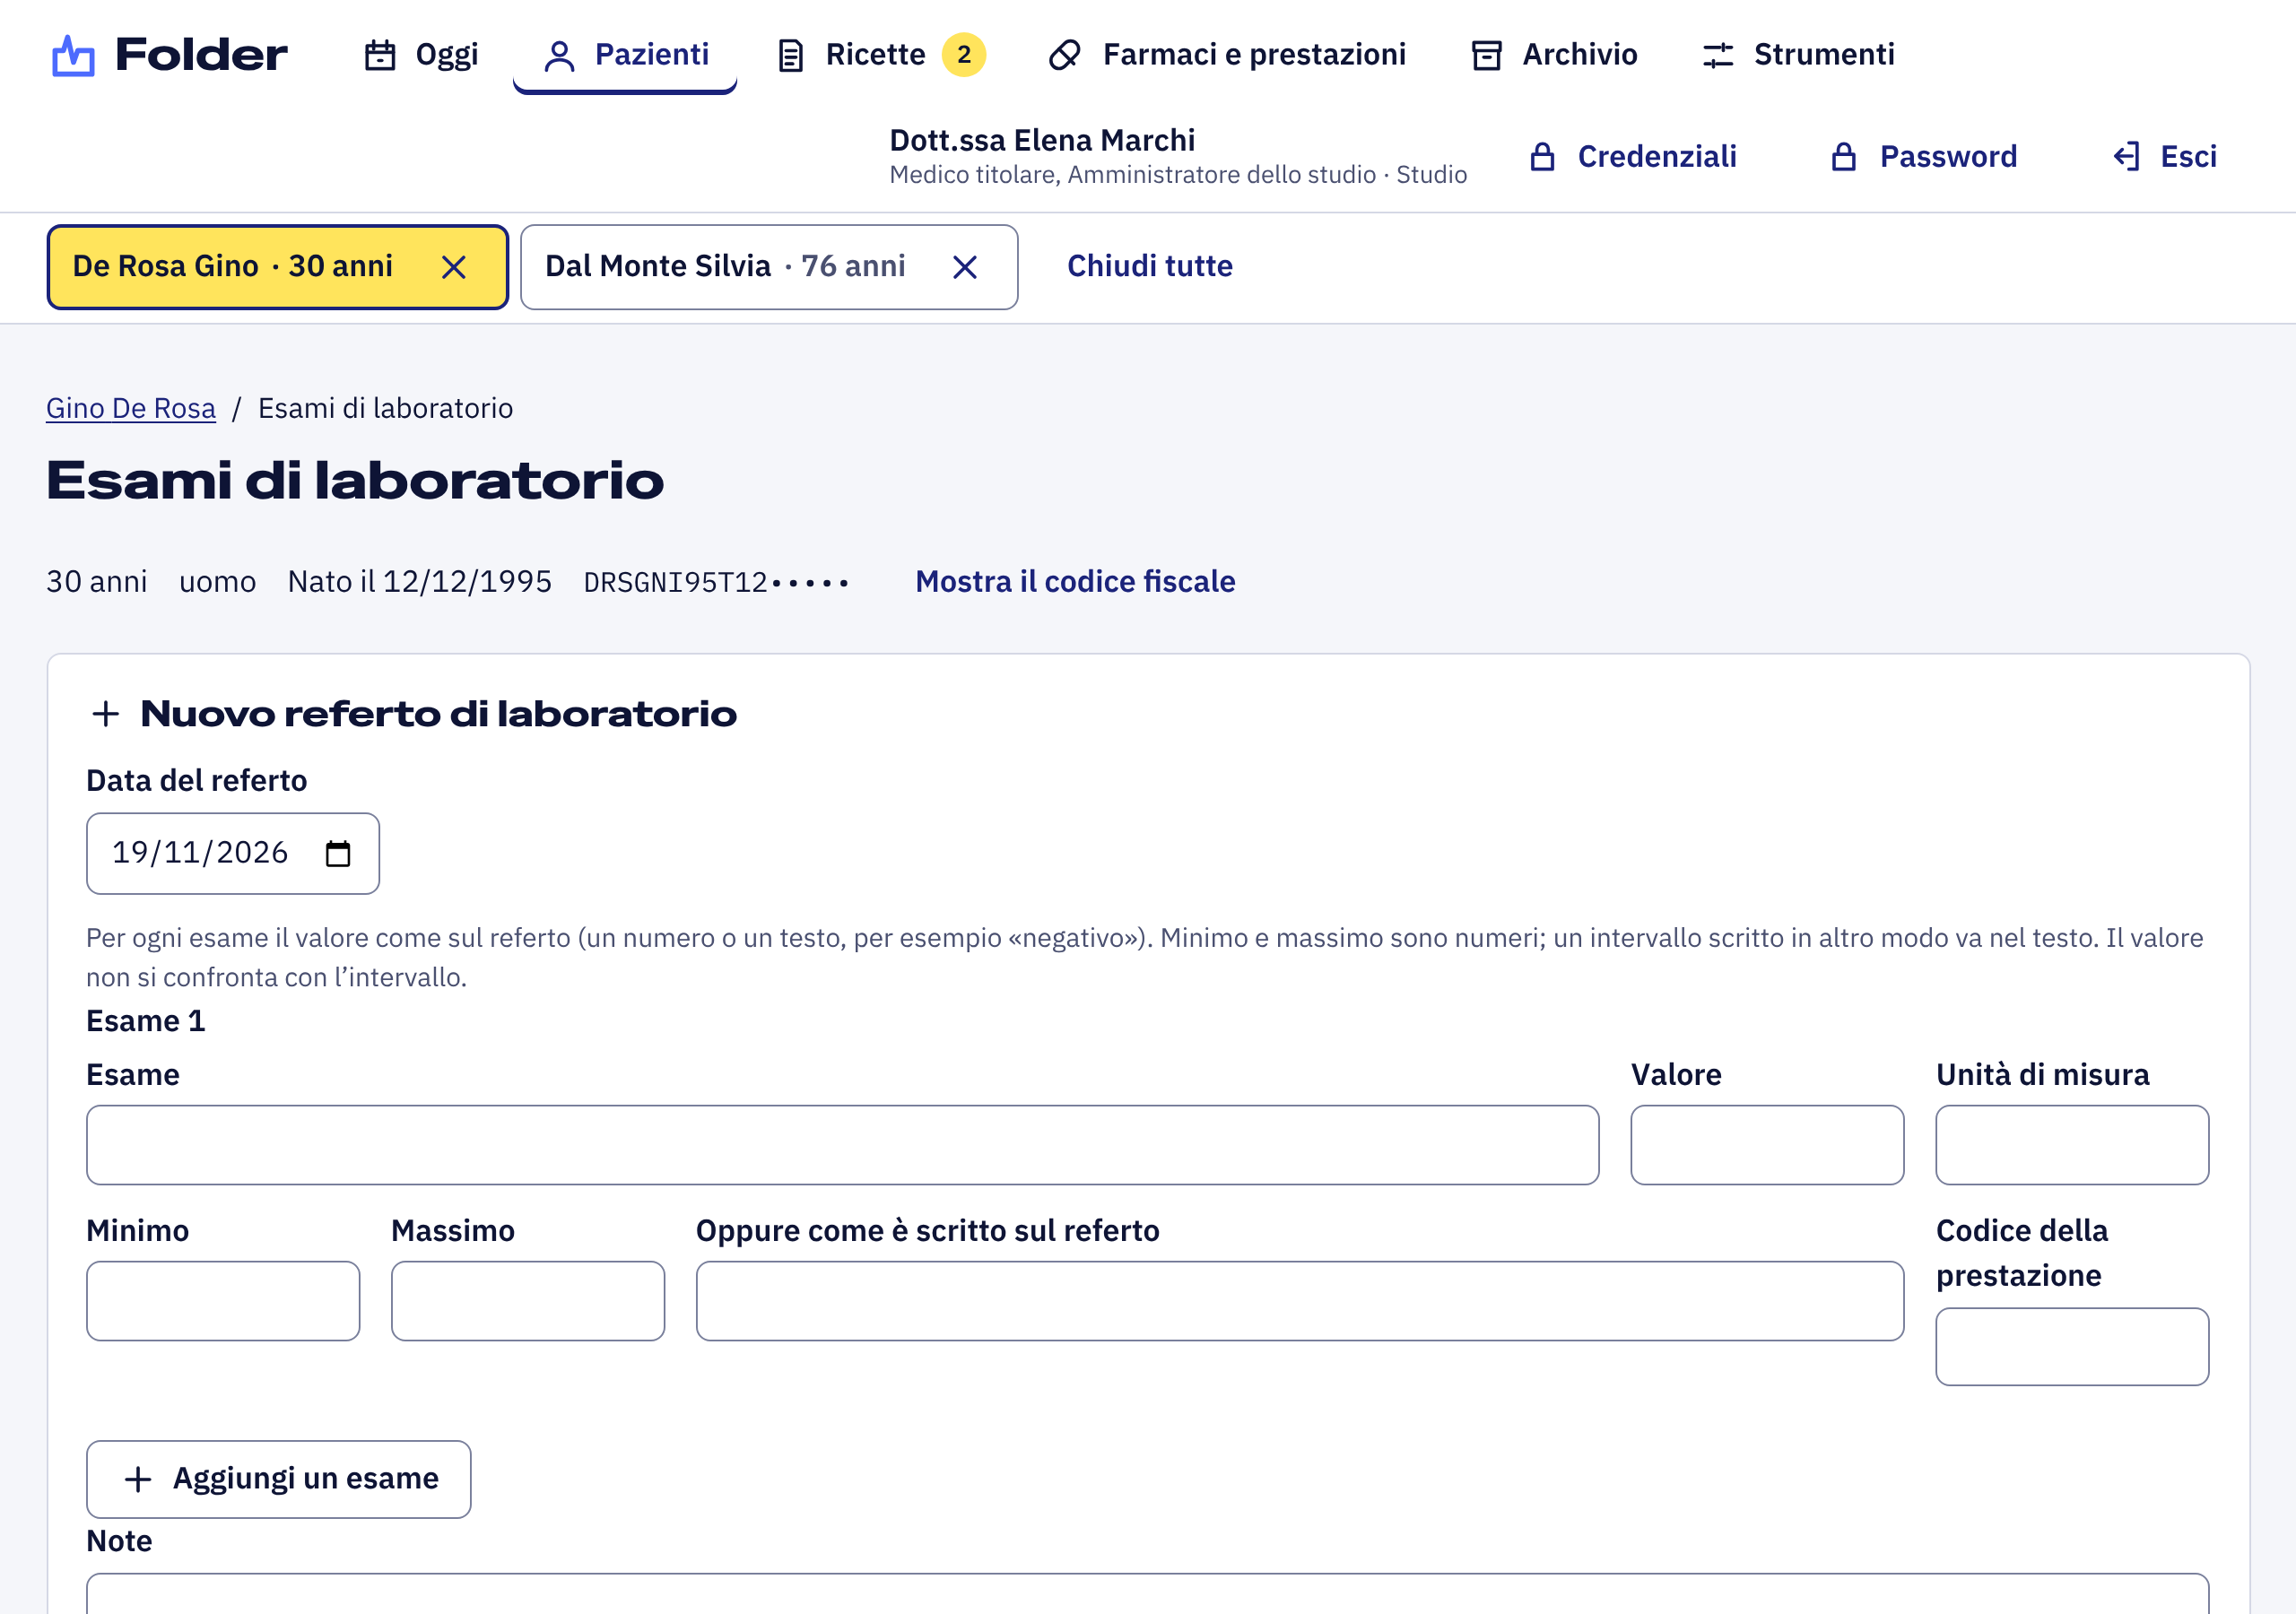 Folder
Oggi
Pazienti
Ricette 2
Farmaci e prestazioni
Archivio
Strumenti
Dott.ssa Elena Marchi
Medico titolare, Amministratore dello studio · Studio
Credenziali
Password
Esci
De Rosa Gino · 30 anni
Dal Monte Silvia · 76 anni
Chiudi tutte
Gino De Rosa / Esami di laboratorio
Esami di laboratorio
30 anni uomo Nato il 12/12/1995 DRSGNI95T12••••• Mostra il codice fiscale
Nuovo referto di laboratorio
Data del referto
19/11/2026
Per ogni esame il valore come sul referto (un numero o un testo, per esempio «negativo»). Minimo e massimo sono numeri; un intervallo scritto in altro modo va nel testo. Il valore
non si confronta con l’intervallo.
Esame 1
Esame
Valore
Unità di misura
Minimo
Massimo
Oppure come è scritto sul referto
Codice della
prestazione
Aggiungi un esame
Note